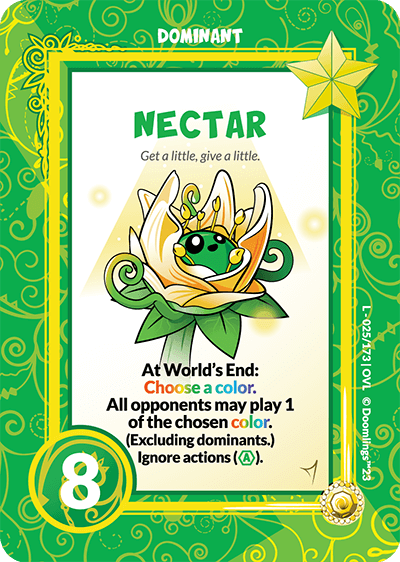 DOMINANT
NECTAR
Get a little, give a little.
At World's End:
Choose a color.
All opponents may play 1
of the chosen color.
(Excluding dominants.)
Ignore actions (A).
8
L - 025/173 | OVL © Doomlings™ 23